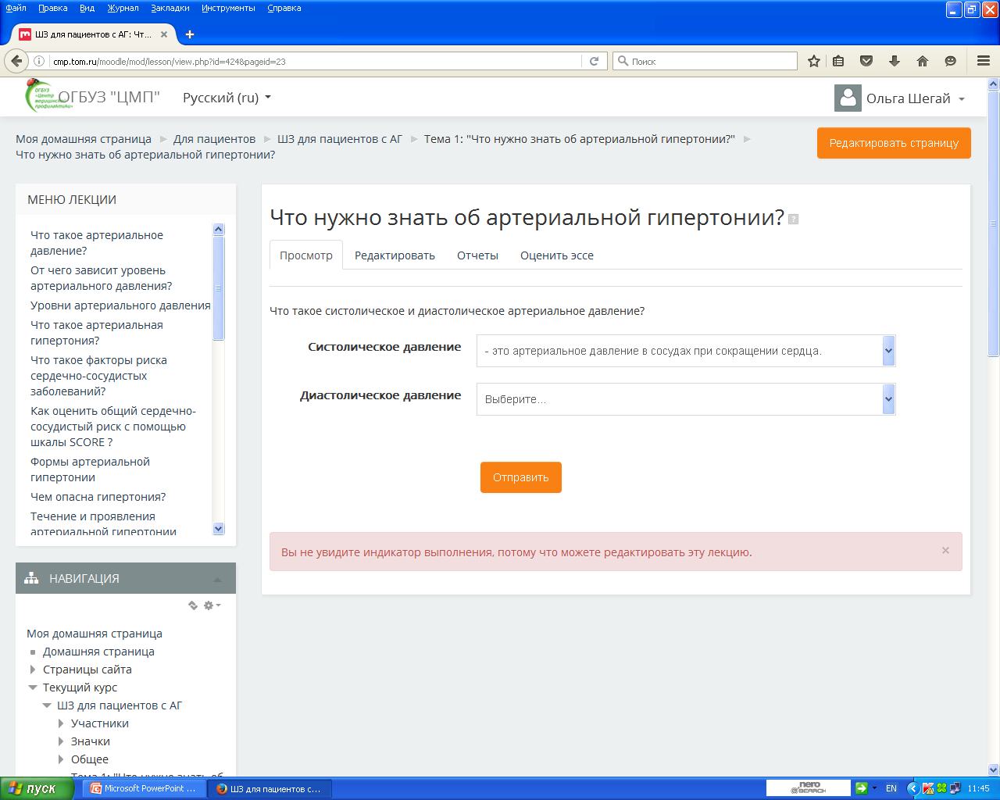 Файл Правка Вид Журнал Закладки Инструменты Справка
ШЗ для пациентов с АГ: Чт...
cmp.tom.ru/moodle/mod/lesson/view.php?id=424&pageid=23
Поиск
ОГБУЗ "ЦМП"
Русский (ru)
Ольга Шегай
Моя домашняя страница Для пациентов ШЗ для пациентов с АГ Тема 1: "Что нужно знать об артериальной гипертонии?"
Что нужно знать об артериальной гипертонии?
Редактировать страницу
МЕНЮ ЛЕКЦИИ
Что такое артериальное
давление?
От чего зависит уровень
артериального давления?
Уровни артериального давления
Что такое артериальная
гипертония?
Что такое факторы риска
сердечно-сосудистых
заболеваний?
Как оценить общий сердечно-
сосудистый риск с помощью
шкалы SCORE ?
Формы артериальной
гипертонии
Чем опасна гипертония?
Течение и проявления
артериальной гипертонии
НАВИГАЦИЯ
Моя домашняя страница
Домашняя страница
Страницы сайта
Текущий курс
ШЗ для пациентов с АГ
Участники
Значки
Общее
Тема 1: "Что нужно знать об
Что нужно знать об артериальной гипертонии?
Просмотр Редактировать Отчеты Оценить эссе
Что такое систолическое и диастолическое артериальное давление?
Систолическое давление
- это артериальное давление в сосудах при сокращении сердца.
Диастолическое давление
Выберите...
Отправить
Вы не увидите индикатор выполнения, потому что можете редактировать эту лекцию.
пуск
Microsoft PowerPoint ...
ШЗ для пациентов с...
nero
@SEARCH
EN
11:45